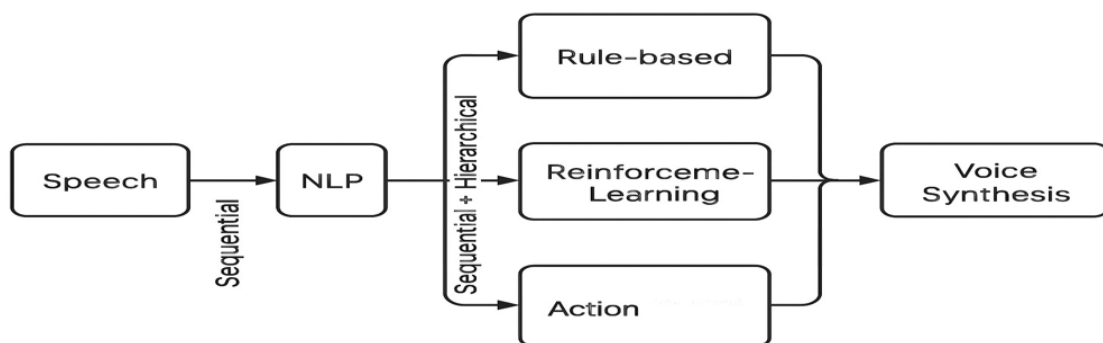 Speech
Sequential
NLP
Sequential + Hierarchical
Rule-based
Reinforceme-
Learning
Action
Voice
Synthesis